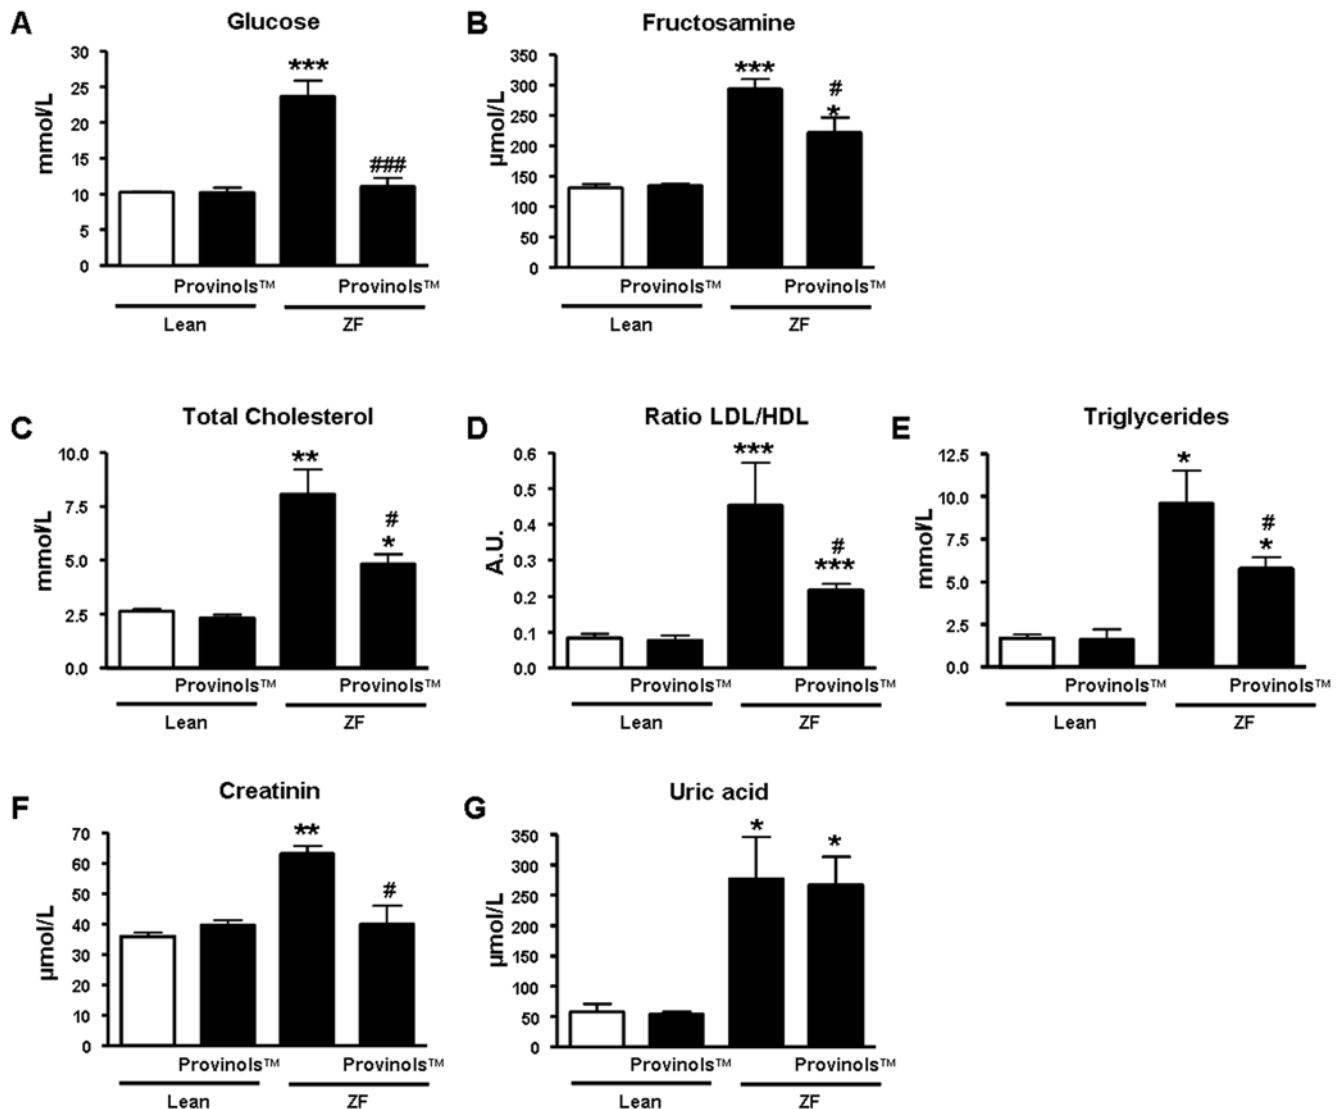 A
Glucose
mmol/L
30
25
20
15
10
5
0
***
###
Provinols™
Provinols™
Lean
ZF
B
Fructosamine
µmol/L
350
300
250
200
150
100
50
0
***
#
*
Provinols™
Provinols™
Lean
ZF
C
Total Cholesterol
mmol/L
10.0
7.5
5.0
2.5
0.0
**
#
*
Provinols™
Provinols™
Lean
ZF
D
Ratio LDL/HDL
A.U.
0.6
0.5
0.4
0.3
0.2
0.1
0.0
***
#
***
Provinols™
Provinols™
Lean
ZF
E
Triglycerides
mmol/L
12.5
10.0
7.5
5.0
2.5
0.0
*
#
*
Provinols™
Provinols™
Lean
ZF
F
Creatinin
µmol/L
70
60
50
40
30
20
10
0
**
#
Provinols™
Provinols™
Lean
ZF
G
Uric acid
µmol/L
350
300
250
200
150
100
50
0
*
*
Provinols™
Provinols™
Lean
ZF